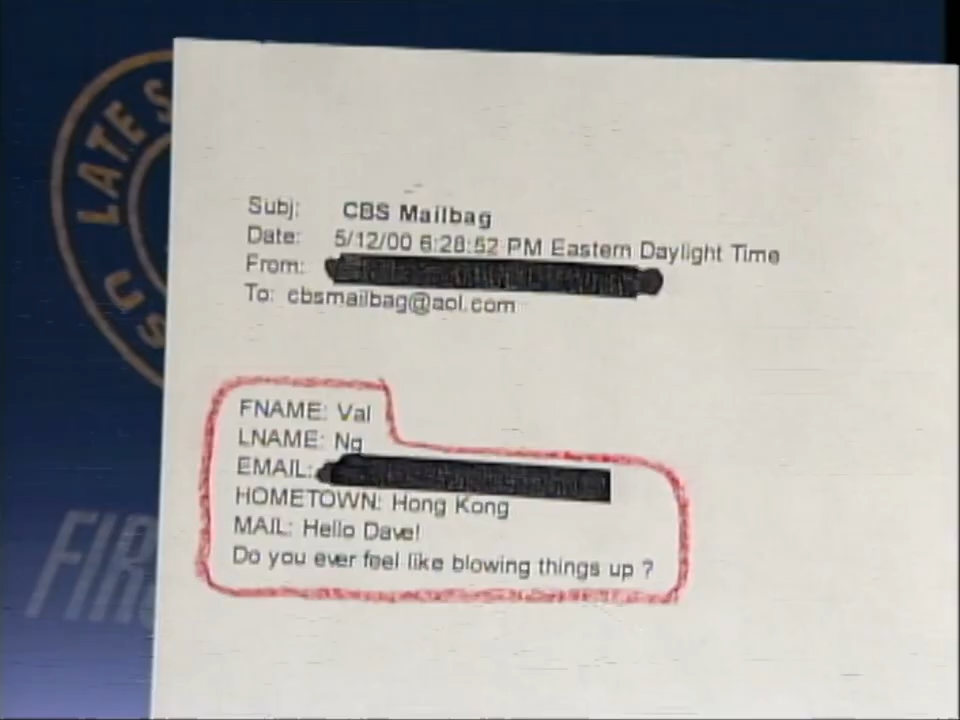 LATE S
U
S
FIRS
Subj: CBS Mailbag
Date: 5/12/00 6:28:52 PM Eastern Daylight Time
From:
To: cbsmailbag@aol.com
FNAME: Val
LNAME: Ng
EMAIL:
HOMETOWN: Hong Kong
MAIL: Hello Dave!
Do you ever feel like blowing things up ?